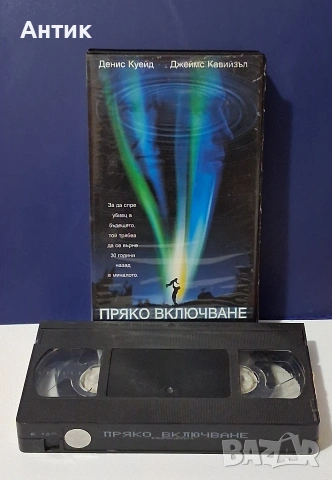 Антик
Денис Куейд Джеймс Кавийзъл
За да спре
убиец в
бъдещето,
той трябва
да се върне
30 години
назад
в миналото.
ПРЯКО ВКЛЮЧВАНЕ
ПРЯКО ВКЛЮЧВАНЕ
BAZAR